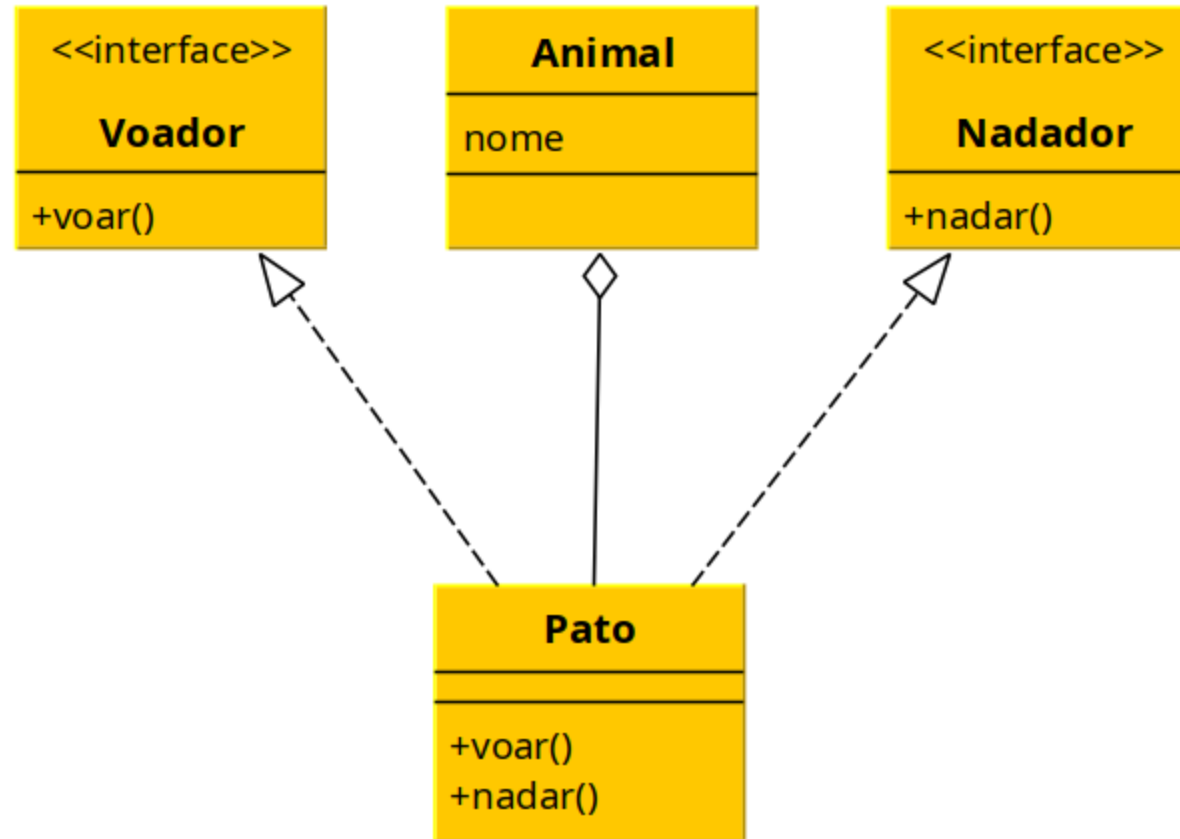 <<interface>>
Voador
+voar()
Animal
nome
<<interface>>
Nadador
+nadar()
Pato
+voar()
+nadar()